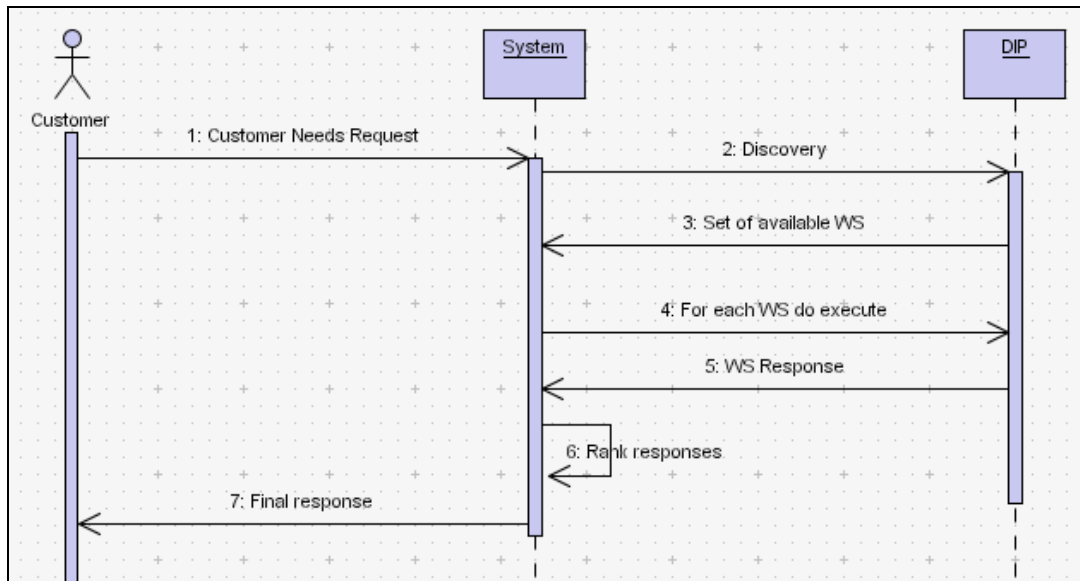 System
DIP
Customer
1: Customer Needs Request
2: Discovery
3: Set of available WS
4: For each WS do execute
5: WS Response
6: Rank responses
7: Final response